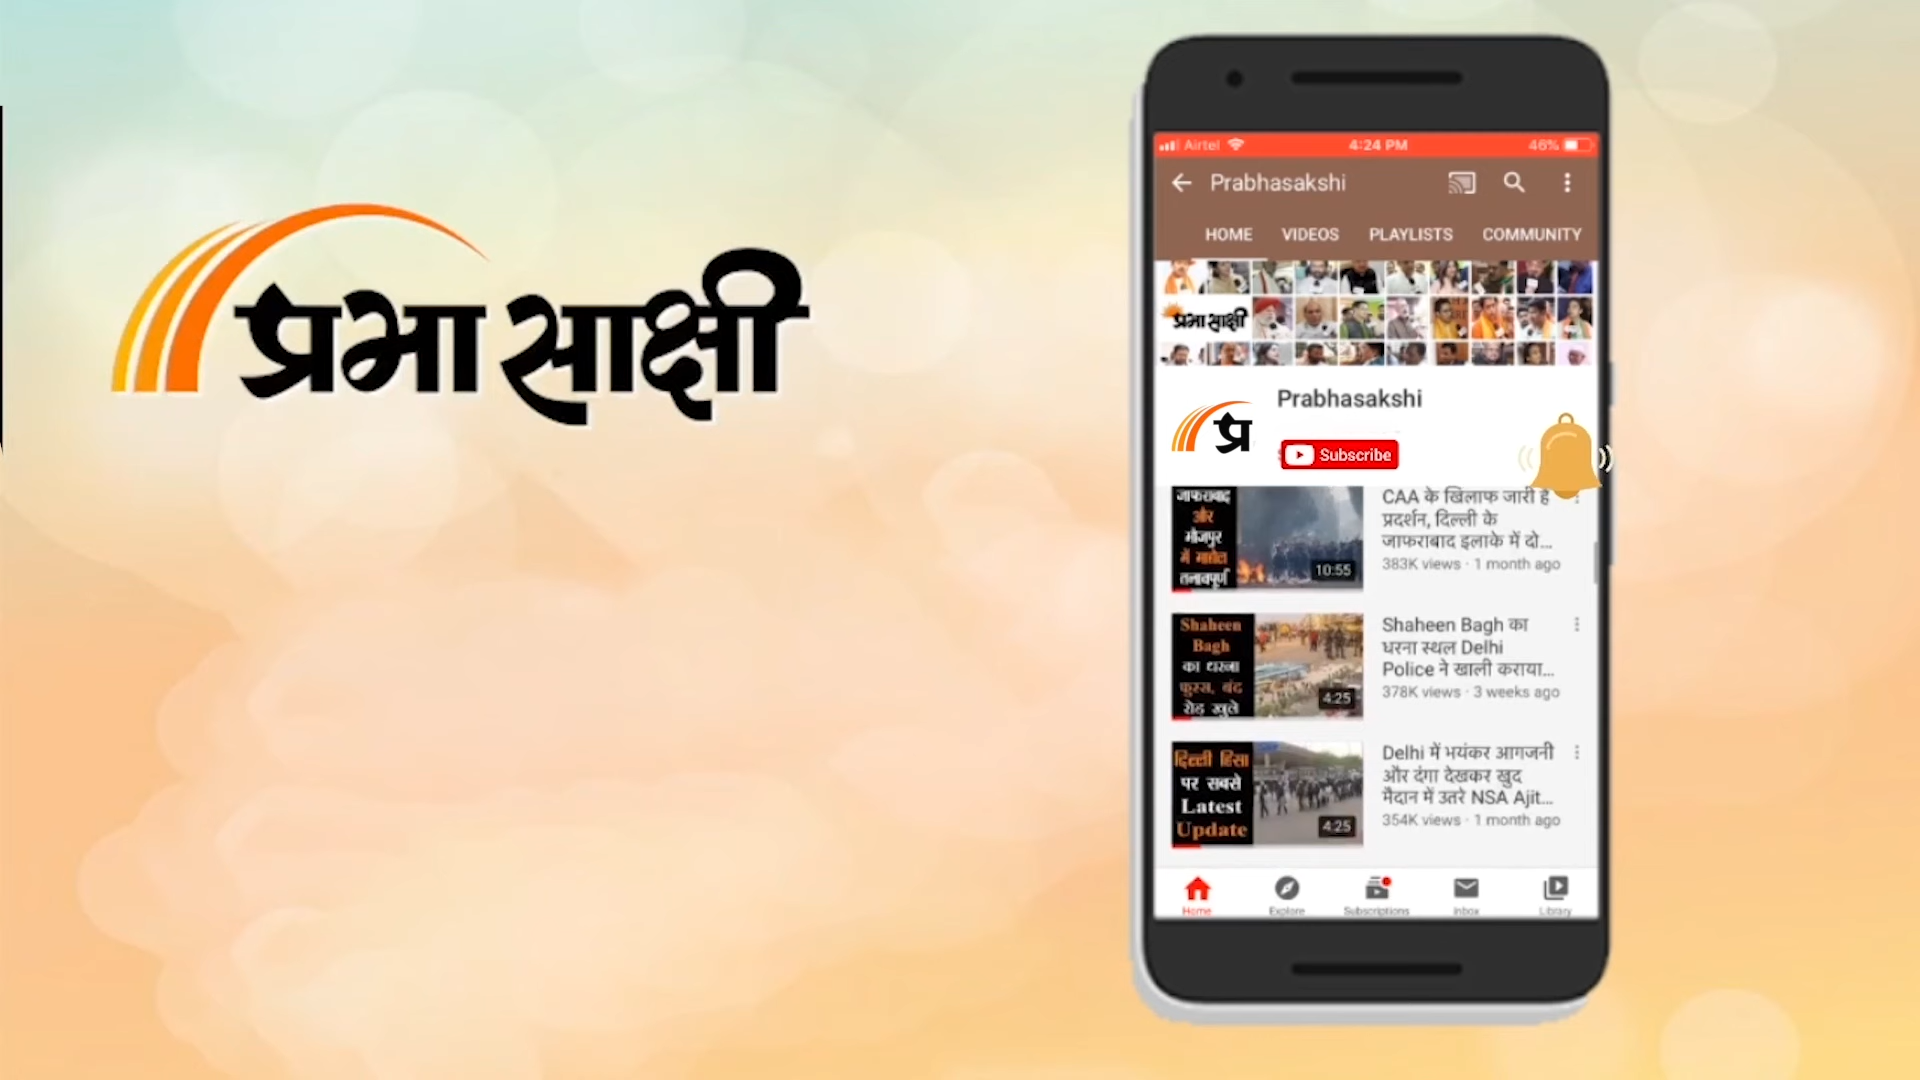 प्रभासाक्षी
Airtel 4:24 PM 46%
Prabhasakshi
HOME VIDEOS PLAYLISTS COMMUNITY
प्रभासाक्षी
Prabhasakshi
प्र
Subscribe
जाफराबाद
और
मौजपुर
में माहौल
तनावपूर्ण
10:55
CAA के खिलाफ जारी है
प्रदर्शन, दिल्ली के
जाफराबाद इलाके में दो...
383K views · 1 month ago
Shaheen
Bagh
का धरना
फुस्स, बंद
रोड़ खुले
4:25
Shaheen Bagh का
धरना स्थल Delhi
Police ने खाली कराया...
378K views · 3 weeks ago
दिल्ली हिंसा
पर सबसे
Latest
Update
4:25
Delhi में भयंकर आगजनी
और दंगा देखकर खुद
मैदान में उतरे NSA Ajit...
354K views · 1 month ago
Home Explore Subscriptions Inbox Library